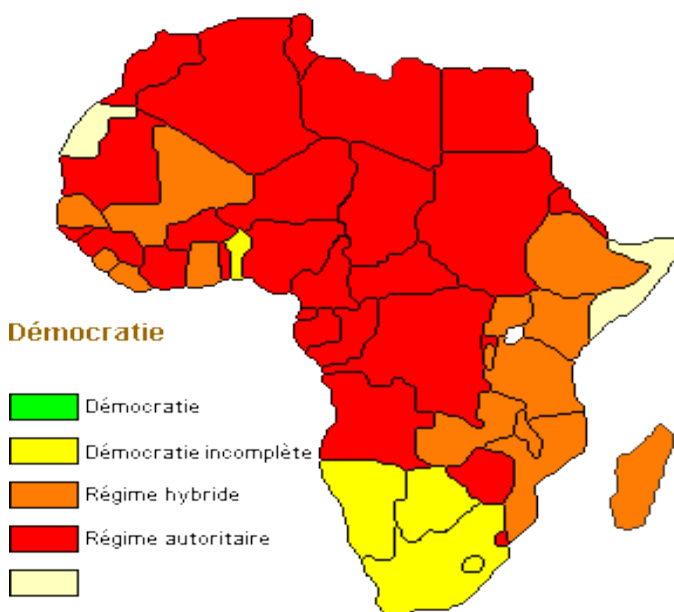 Démocratie
Démocratie
Démocratie incomplète
Régime hybride
Régime autoritaire